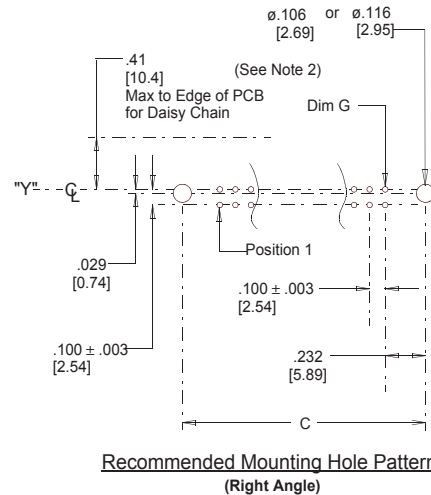 ø.106 or ø.116
[2.69] [2.95]
.41
[10.4]
Max to Edge of PCB
for Daisy Chain
(See Note 2)
Dim G
"Y" ℄
Position 1
.029
[0.74]
.100 ± .003
[2.54]
.100 ± .003
[2.54]
.232
[5.89]
C
Recommended Mounting Hole Pattern
(Right Angle)